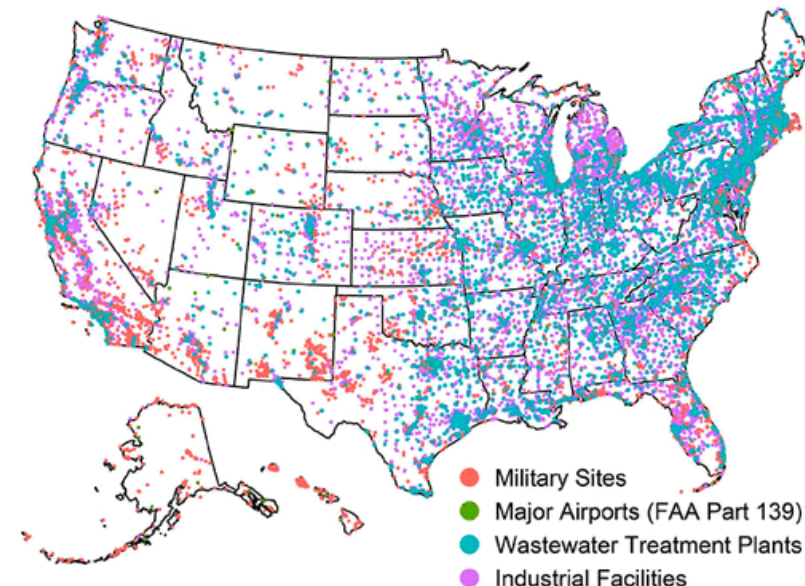 Military Sites
Major Airports (FAA Part 139)
Wastewater Treatment Plants
Industrial Facilities